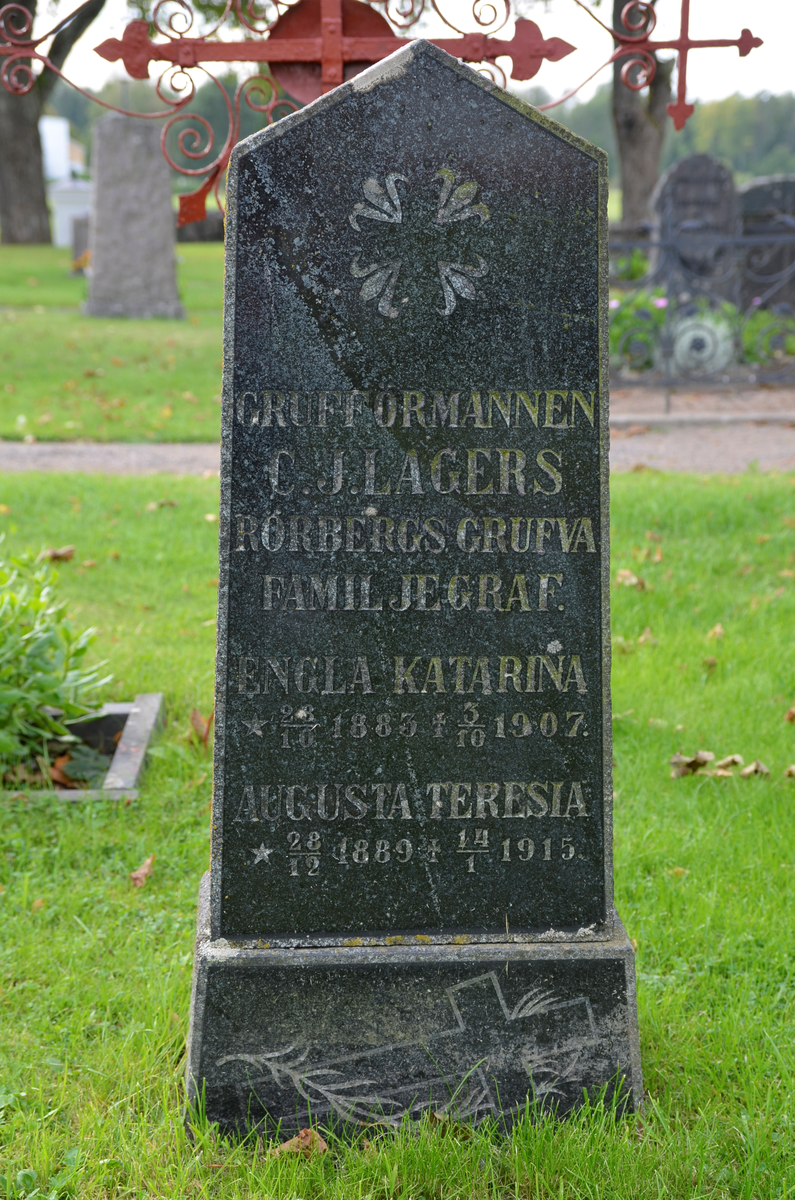 GRUFFÖRMANNEN
C. J. LAGERS
RÖRBERGS GRUFVA
FAMILJEGRAF.
ENGLA KATARINA
★ 28/10 1883 † 3/10 1907.
AUGUSTA TERESIA
★ 28/12 1889 † 14/1 1915.